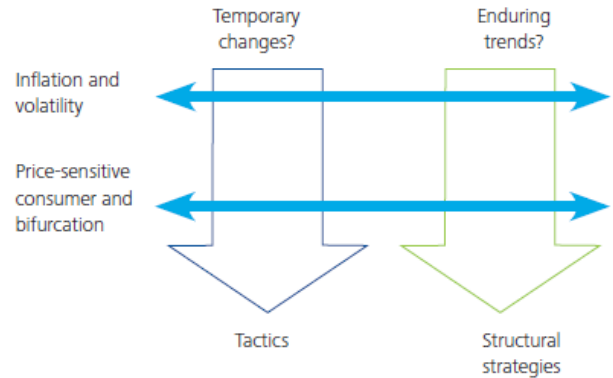 Temporary
changes?
Enduring
trends?
Inflation and
volatility
Price-sensitive
consumer and
bifurcation
Tactics
Structural
strategies